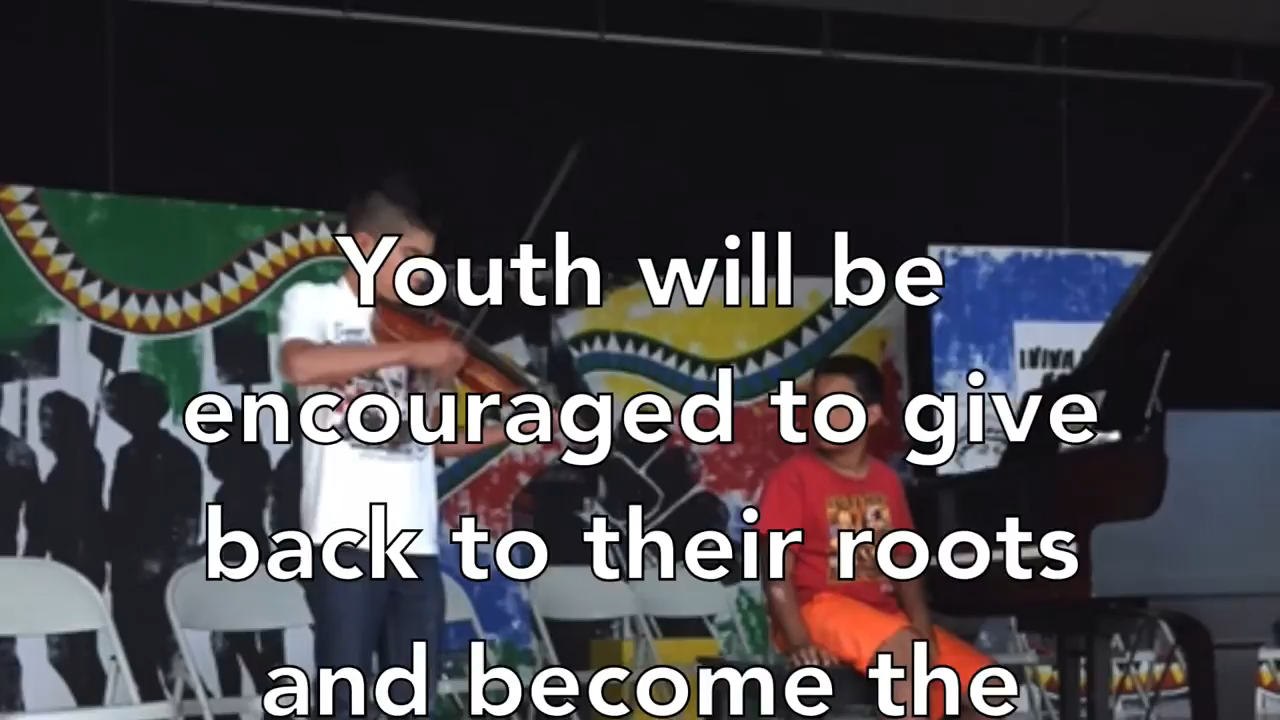 Youth will be
encouraged to give
back to their roots
and become the